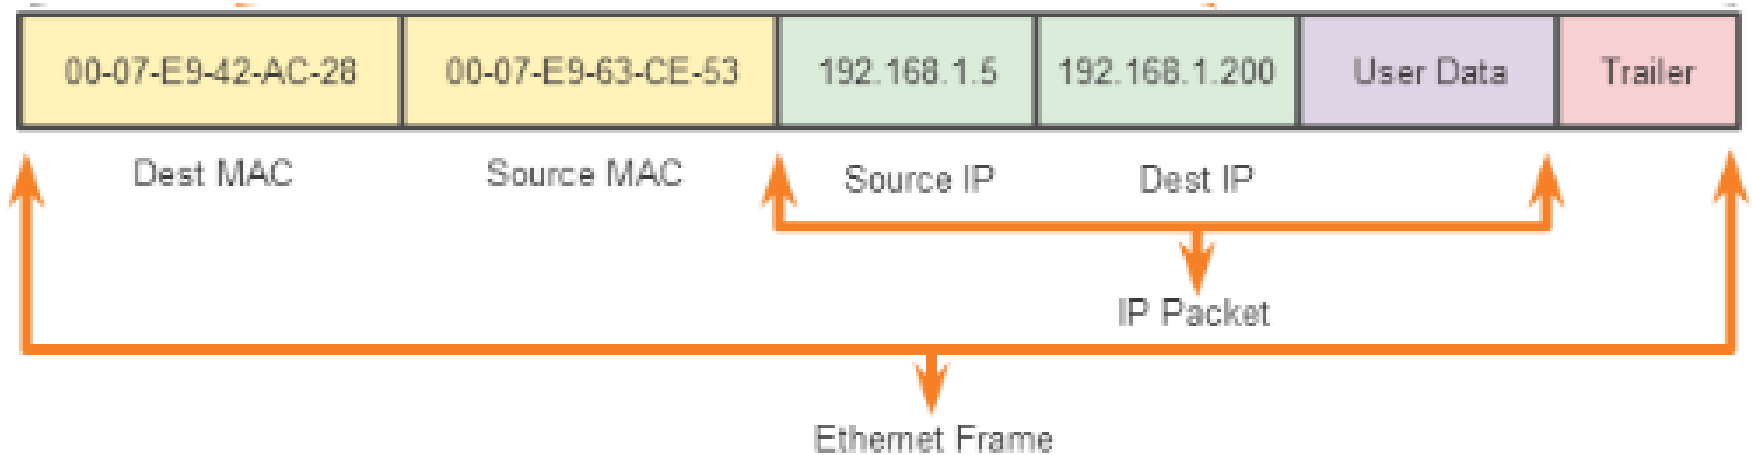 00-07-E9-42-AC-28 00-07-E9-63-CE-53 192.168.1.5 192.168.1.200 User Data Trailer
Dest MAC Source MAC Source IP Dest IP
IP Packet
Ethernet Frame